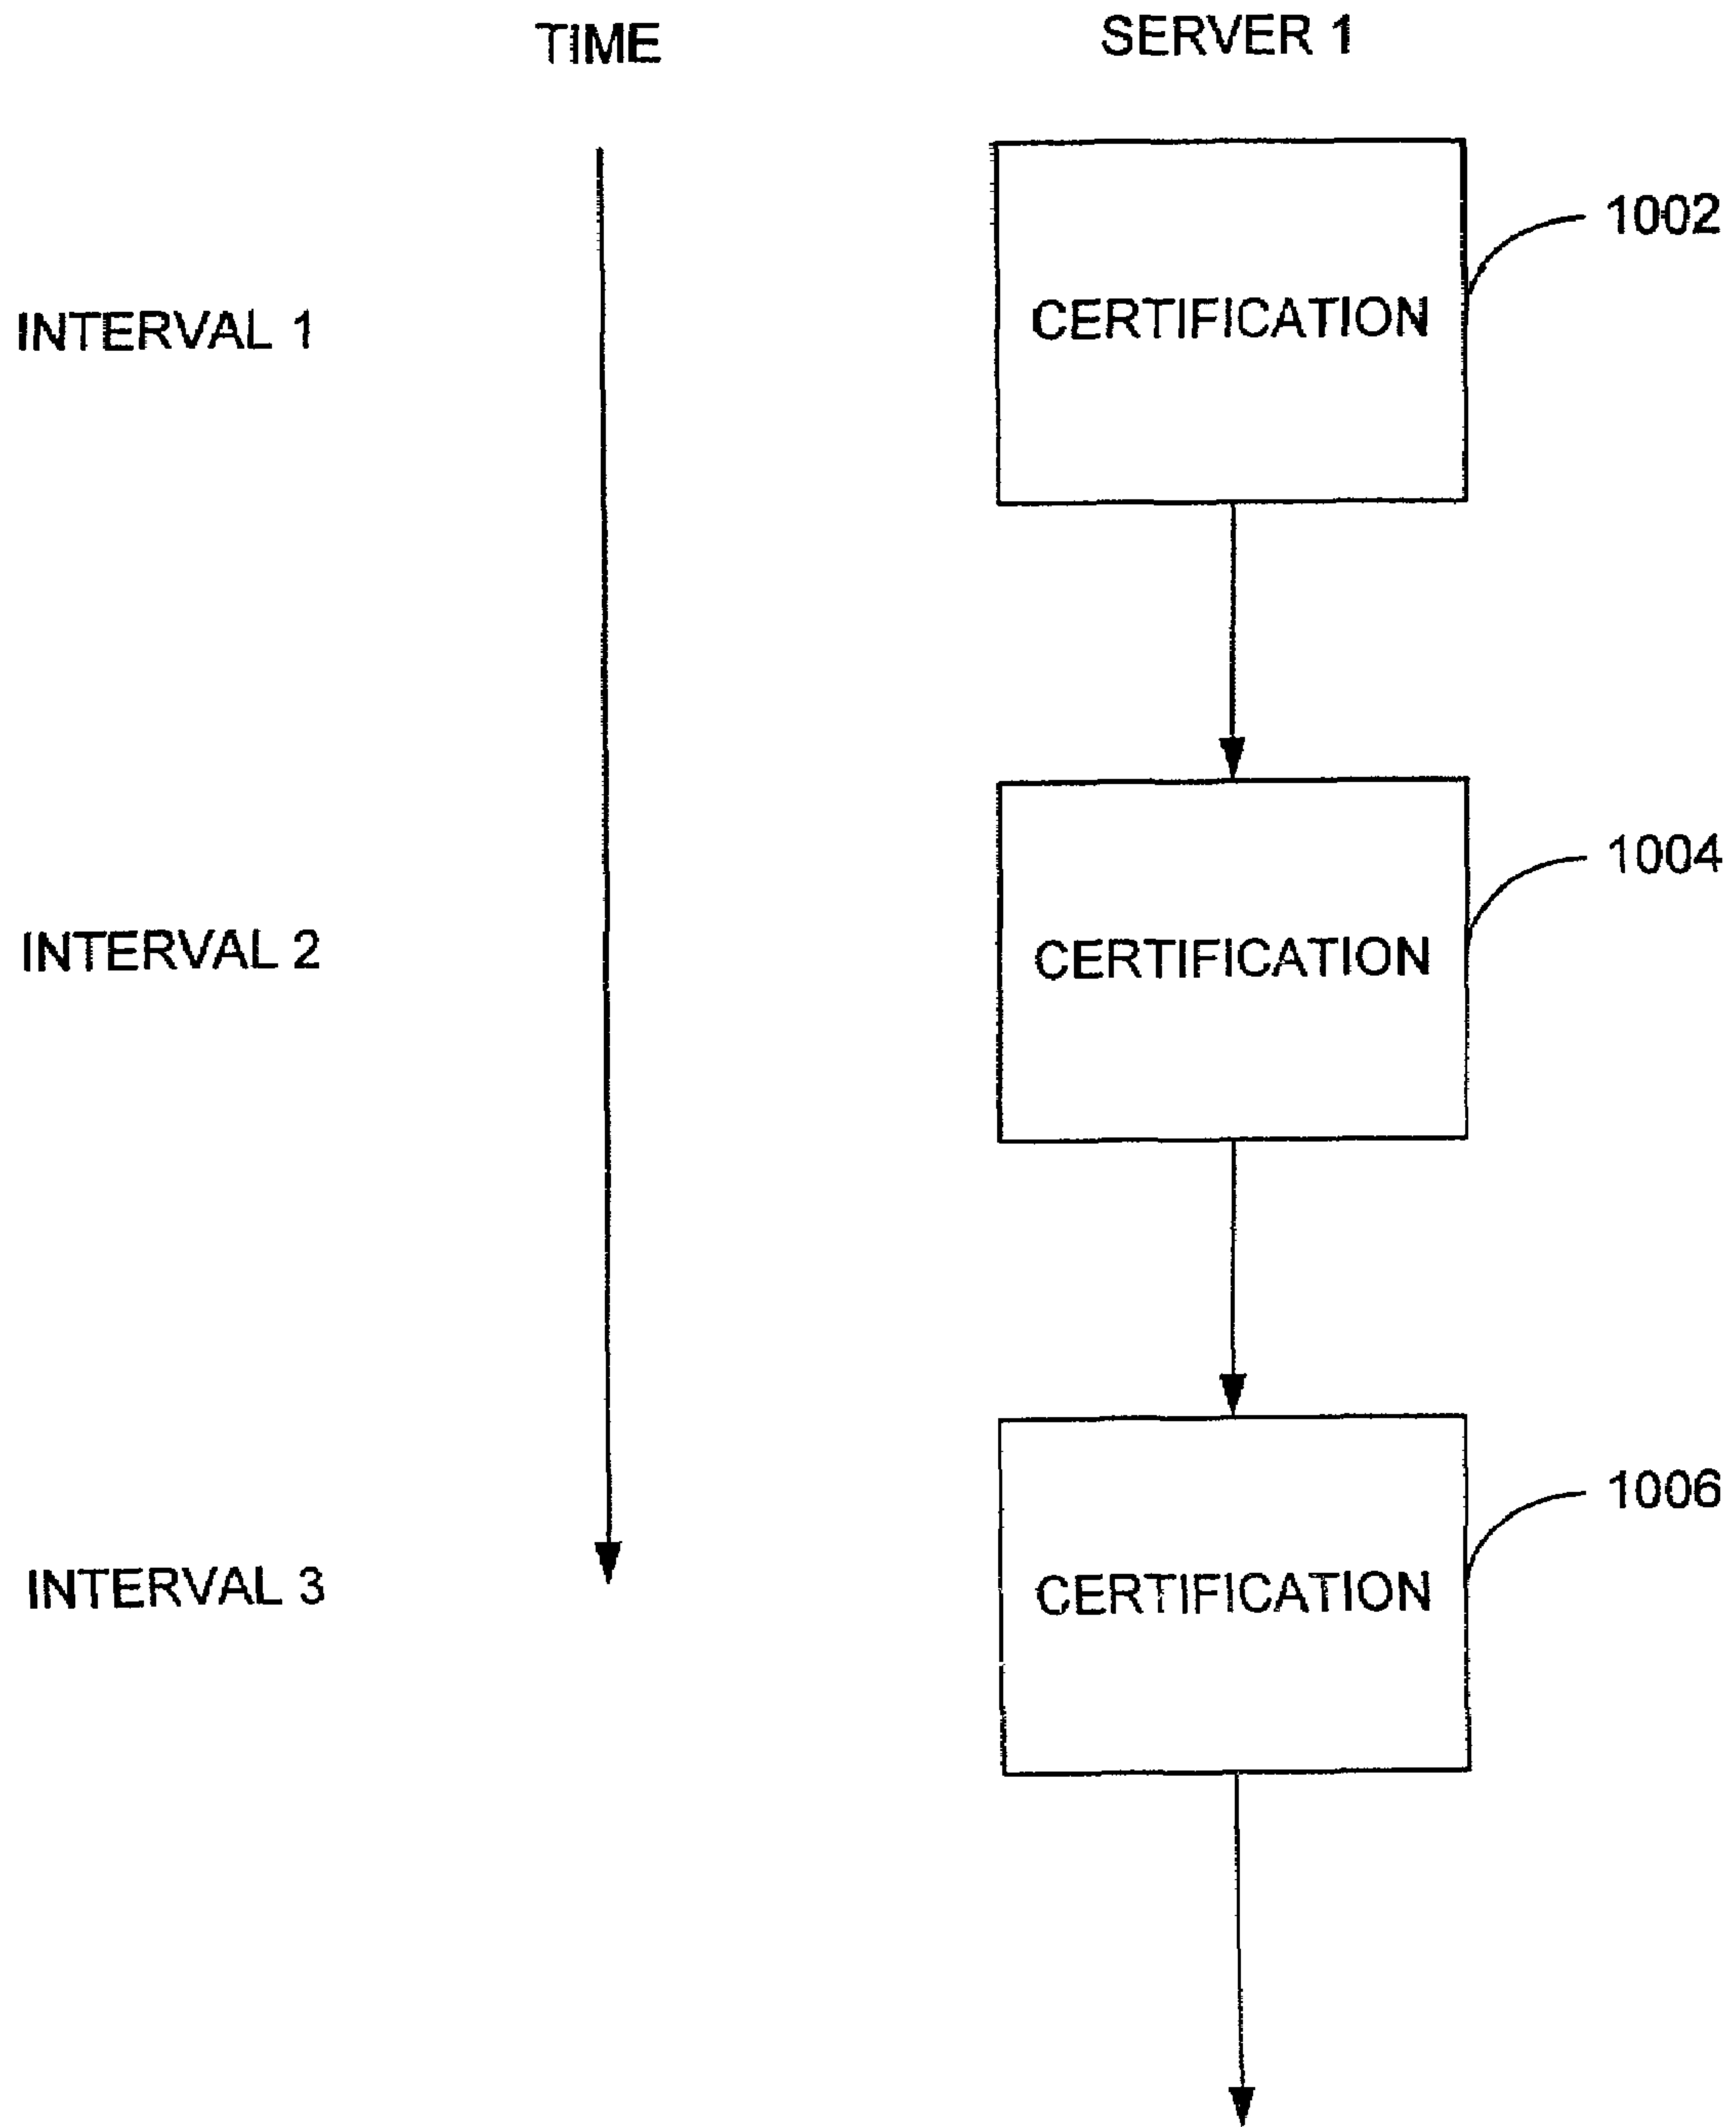 TIME
SERVER 1
1002
INTERVAL 1
CERTIFICATION
1004
INTERVAL 2
CERTIFICATION
1006
INTERVAL 3
CERTIFICATION